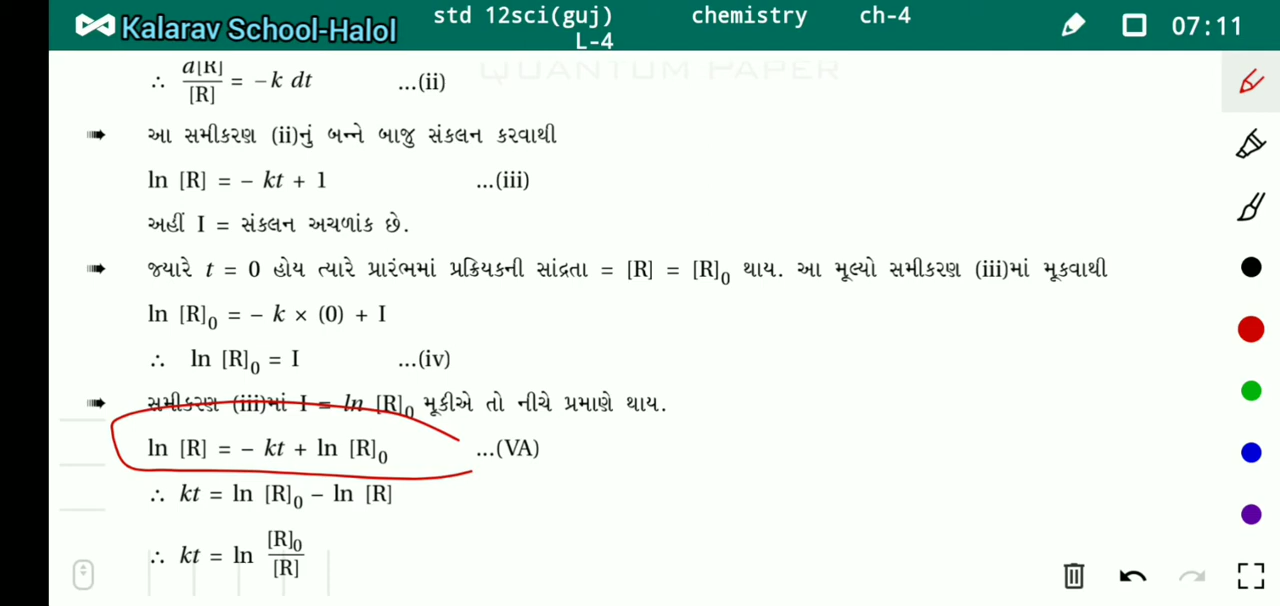 Kalarav School-Halol
std 12sci(guj) chemistry ch-4
L-4
07:11
QUANTUM PAPER
∴ d[R]/[R] = −k dt ...(ii)
આ સમીકરણ (ii)નું બન્ને બાજુ સંકલન કરવાથી
ln [R] = − kt + 1 ...(iii)
અહીં I = સંકલન અચળાંક છે.
જ્યારે t = 0 હોય ત્યારે પ્રારંભમાં પ્રક્રિયકની સાંદ્રતા = [R] = [R]₀ થાય. આ મૂલ્યો સમીકરણ (iii)માં મૂકવાથી
ln [R]₀ = − k × (0) + I
∴ ln [R]₀ = I ...(iv)
સમીકરણ (iii)માં I = ln [R]₀ મૂકીએ તો નીચે પ્રમાણે થાય.
ln [R] = − kt + ln [R]₀ ...(VA)
∴ kt = ln [R]₀ − ln [R]
∴ kt = ln [R]₀/[R]